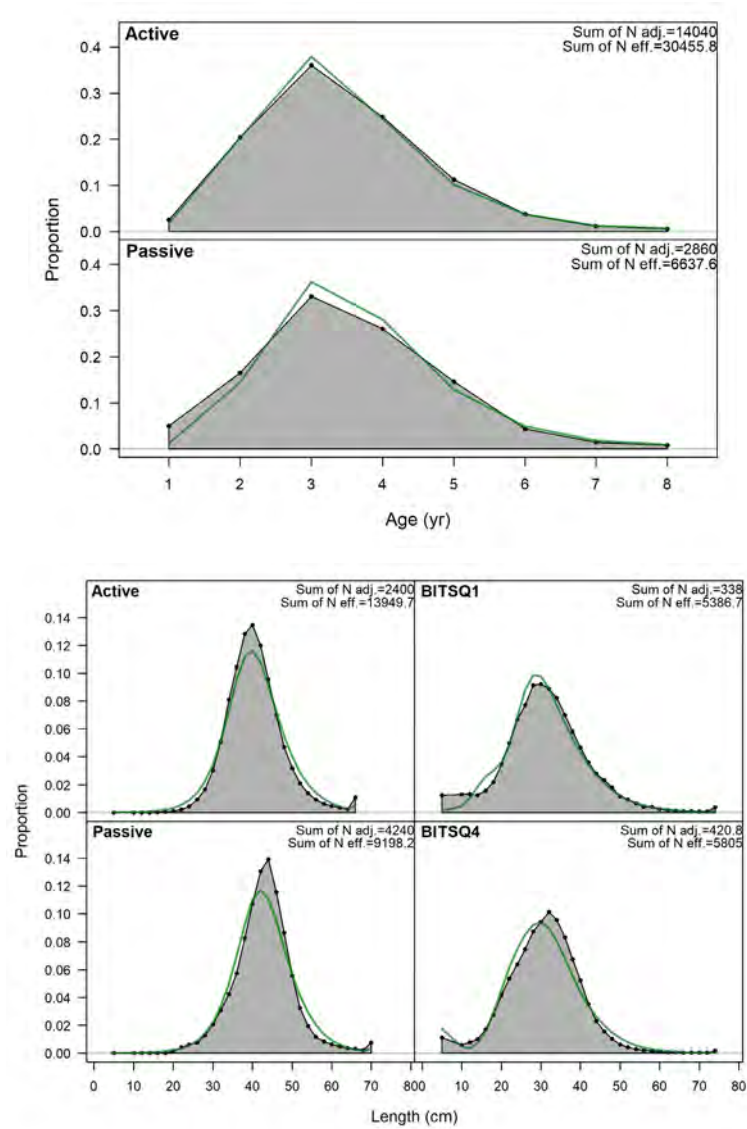 Active
Sum of N adj.=14040
Sum of N eff.=30455.8
0.4
0.3
0.2
0.1
0.0
Passive
Sum of N adj.=2860
Sum of N eff.=6637.6
0.4
0.3
0.2
0.1
0.0
Proportion
1 2 3 4 5 6 7 8
Age (yr)
Active
Sum of N adj.=2400
Sum of N eff.=13949.7
BITSQ1
Sum of N adj.=338
Sum of N eff.=5386.7
0.14
0.12
0.10
0.08
0.06
0.04
0.02
0.00
Passive
Sum of N adj.=4240
Sum of N eff.=9198.2
BITSQ4
Sum of N adj.=420.8
Sum of N eff.=5805
0.14
0.12
0.10
0.08
0.06
0.04
0.02
0.00
Proportion
0 10 20 30 40 50 60 70 80 0 10 20 30 40 50 60 70 80
Length (cm)